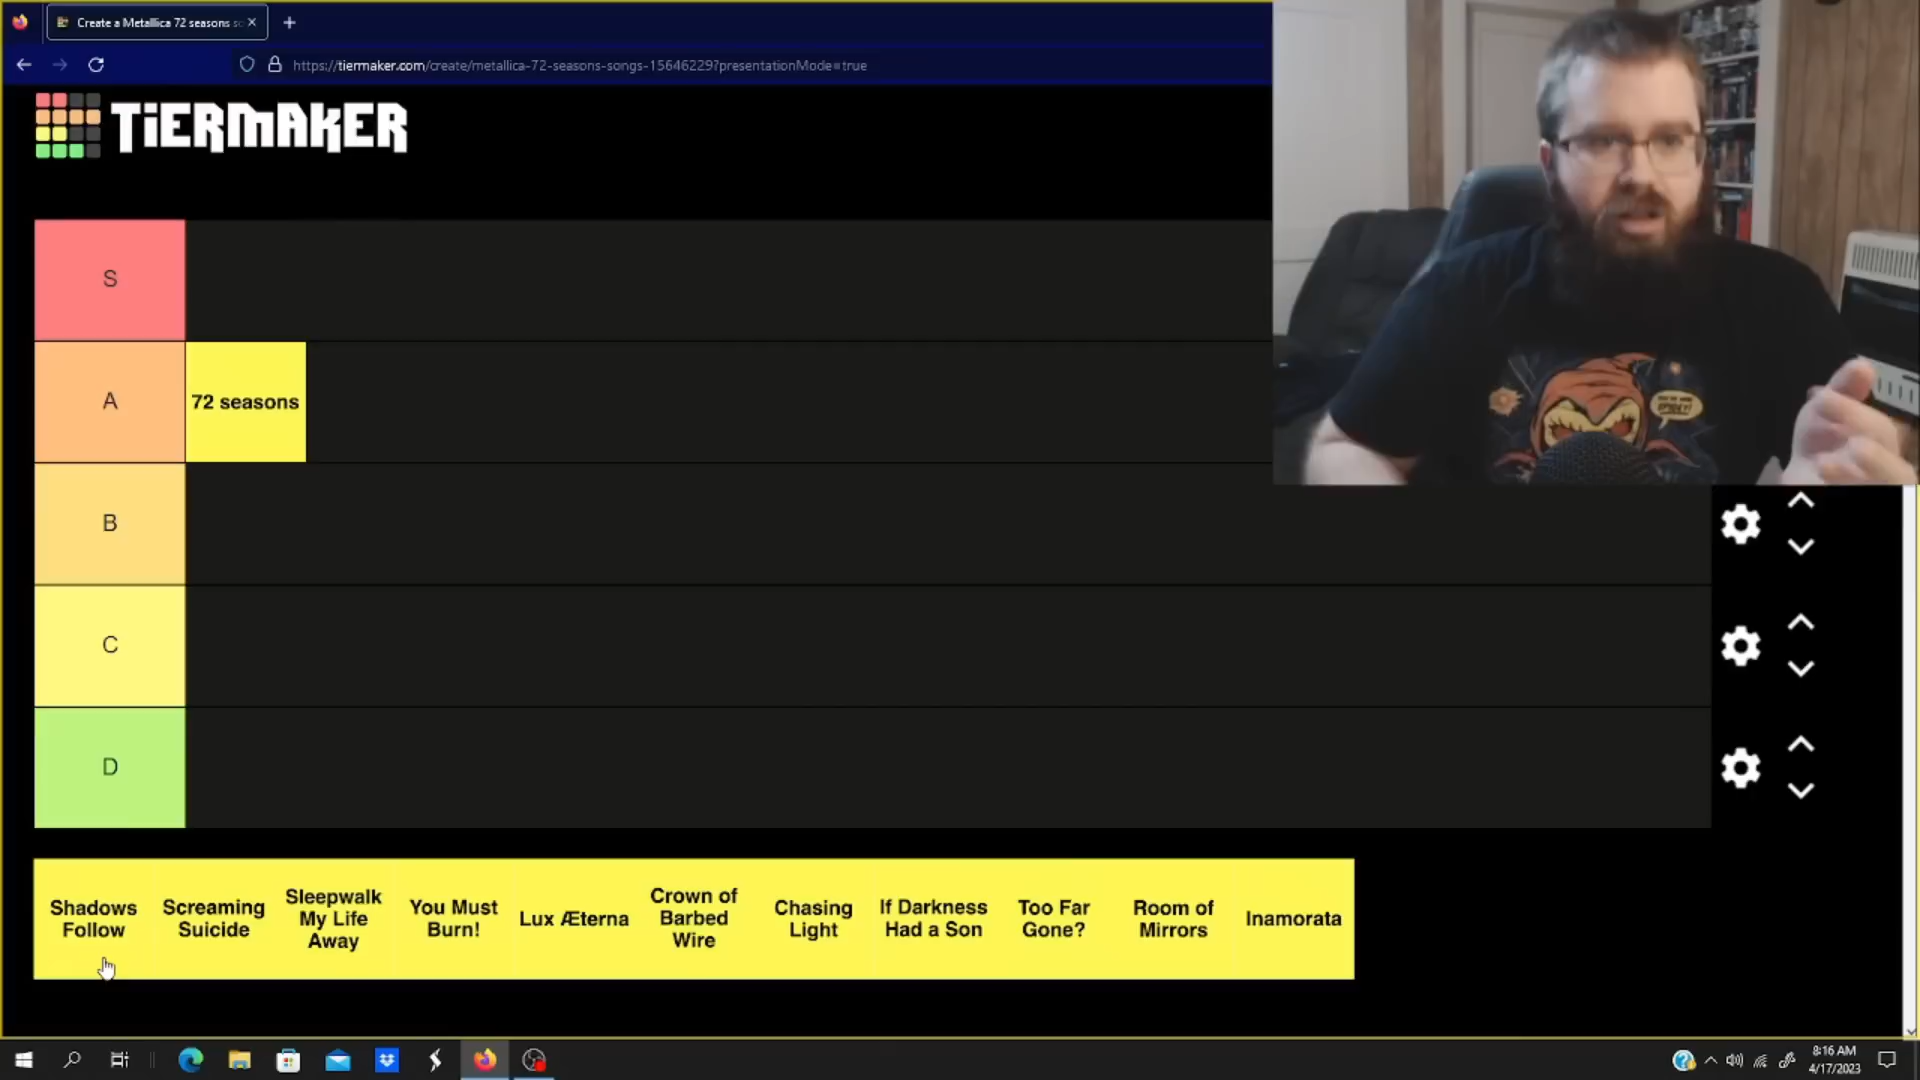 Create a Metallica 72 seasons so
https://tiermaker.com/create/metallica-72-seasons-songs-15646229?presentationMode=true
TiERMAKER
S
A
72 seasons
B
C
D
Shadows
Follow
Screaming
Suicide
Sleepwalk
My Life
Away
You Must
Burn!
Lux Æterna
Crown of
Barbed
Wire
Chasing
Light
If Darkness
Had a Son
Too Far
Gone?
Room of
Mirrors
Inamorata
8:16 AM
4/17/2023